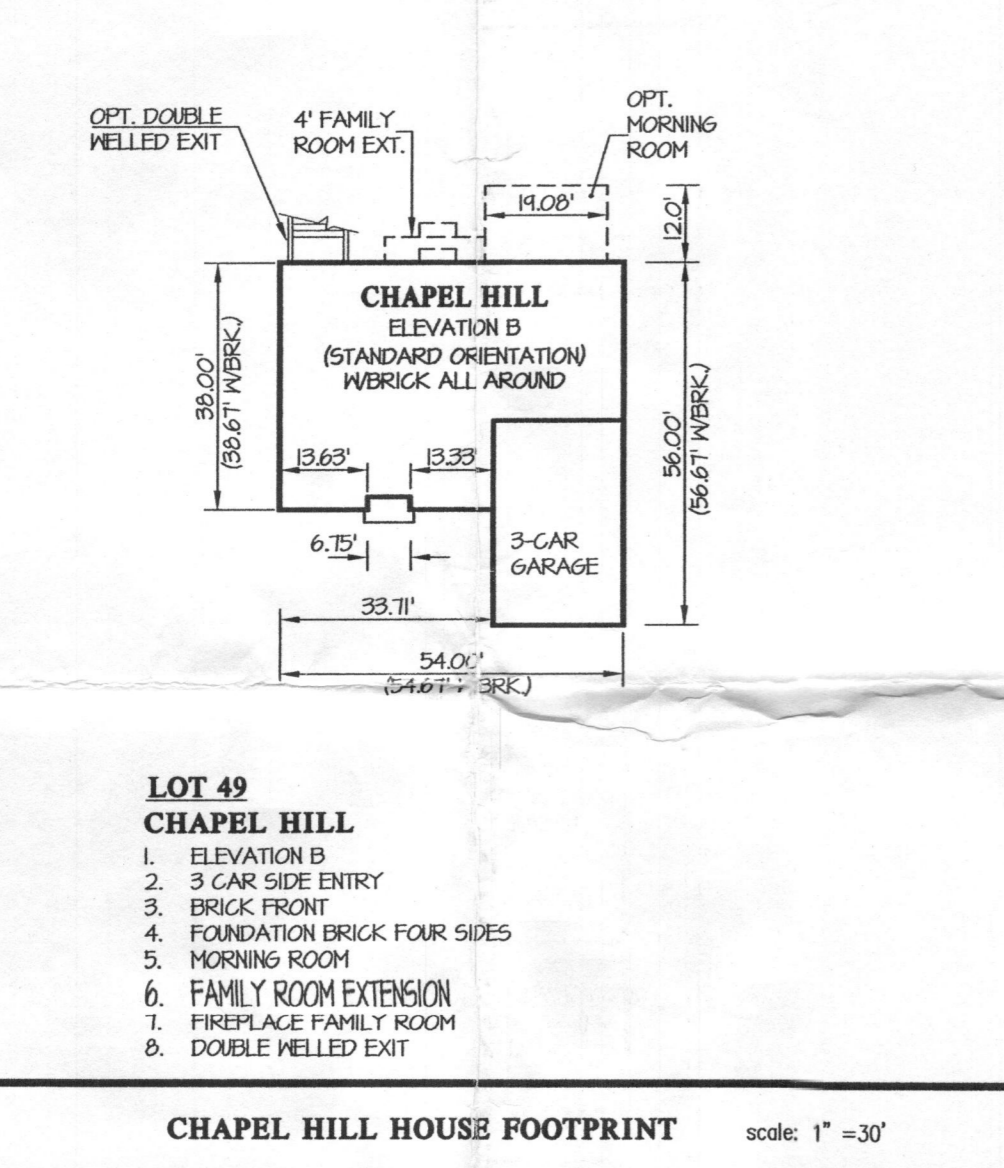 OPT. DOUBLE
WELLED EXIT
4' FAMILY
ROOM EXT.
OPT.
MORNING
ROOM
19.08'
12.0'
CHAPEL HILL
ELEVATION B
(STANDARD ORIENTATION)
W/BRICK ALL AROUND
38.00'
(38.67' W/BRK.)
56.00'
(56.67' W/BRK.)
13.63'
13.33'
6.75'
3-CAR
GARAGE
33.71'
54.00'
(54.67' BRK.)
LOT 49
CHAPEL HILL
1. ELEVATION B
2. 3 CAR SIDE ENTRY
3. BRICK FRONT
4. FOUNDATION BRICK FOUR SIDES
5. MORNING ROOM
6. FAMILY ROOM EXTENSION
7. FIREPLACE FAMILY ROOM
8. DOUBLE WELLED EXIT
CHAPEL HILL HOUSE FOOTPRINT
scale: 1" =30'